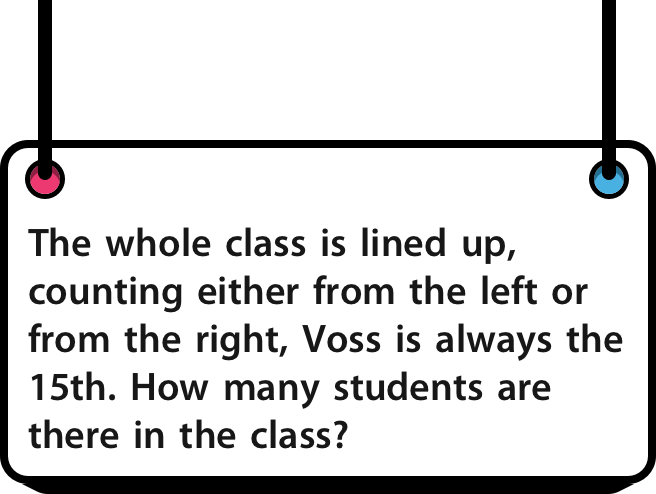 The whole class is lined up,
counting either from the left or
from the right, Voss is always the
15th. How many students are
there in the class?